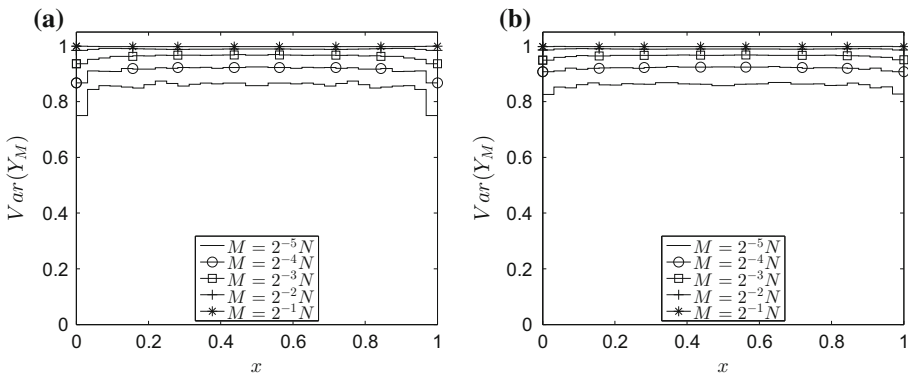 (a)
1
0.8
0.6
0.4
0.2
0
Var(Y_M)
M = 2^{-5}N
M = 2^{-4}N
M = 2^{-3}N
M = 2^{-2}N
M = 2^{-1}N
0 0.2 0.4 0.6 0.8 1
x
(b)
1
0.8
0.6
0.4
0.2
0
Var(Y_M)
M = 2^{-5}N
M = 2^{-4}N
M = 2^{-3}N
M = 2^{-2}N
M = 2^{-1}N
0 0.2 0.4 0.6 0.8 1
x